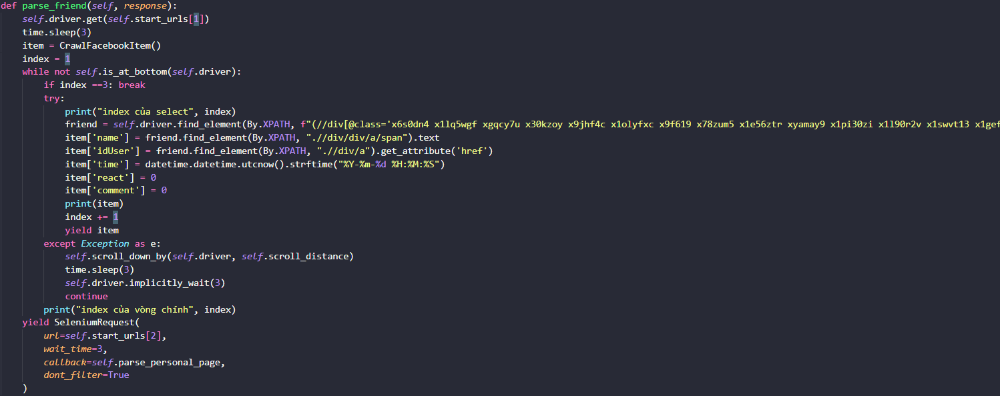 def parse_friend(self, response):
    self.driver.get(self.start_urls[1])
    time.sleep(3)
    item = CrawlFacebookItem()
    index = 1
    while not self.is_at_bottom(self.driver):
        if index ==3: break
        try:
            print("index của select", index)
            friend = self.driver.find_element(By.XPATH, f"(//div[@class='x6s0dn4 x1lq5wgf xgqcy7u x30kzoy x9jhf4c x1olyfxc x9f619 x78zum5 x1e56ztr xyamay9 x1pi30zi x1l90r2v x1swvt13 x1gef
            item['name'] = friend.find_element(By.XPATH, ".//div/div/a/span").text
            item['idUser'] = friend.find_element(By.XPATH, ".//div/a").get_attribute('href')
            item['time'] = datetime.datetime.utcnow().strftime("%Y-%m-%d %H:%M:%S")
            item['react'] = 0
            item['comment'] = 0
            print(item)
            index += 1
            yield item
        except Exception as e:
            self.scroll_down_by(self.driver, self.scroll_distance)
            time.sleep(3)
            self.driver.implicitly_wait(3)
            continue
        print("index của vòng chính", index)
    yield SeleniumRequest(
        url=self.start_urls[2],
        wait_time=3,
        callback=self.parse_personal_page,
        dont_filter=True
    )